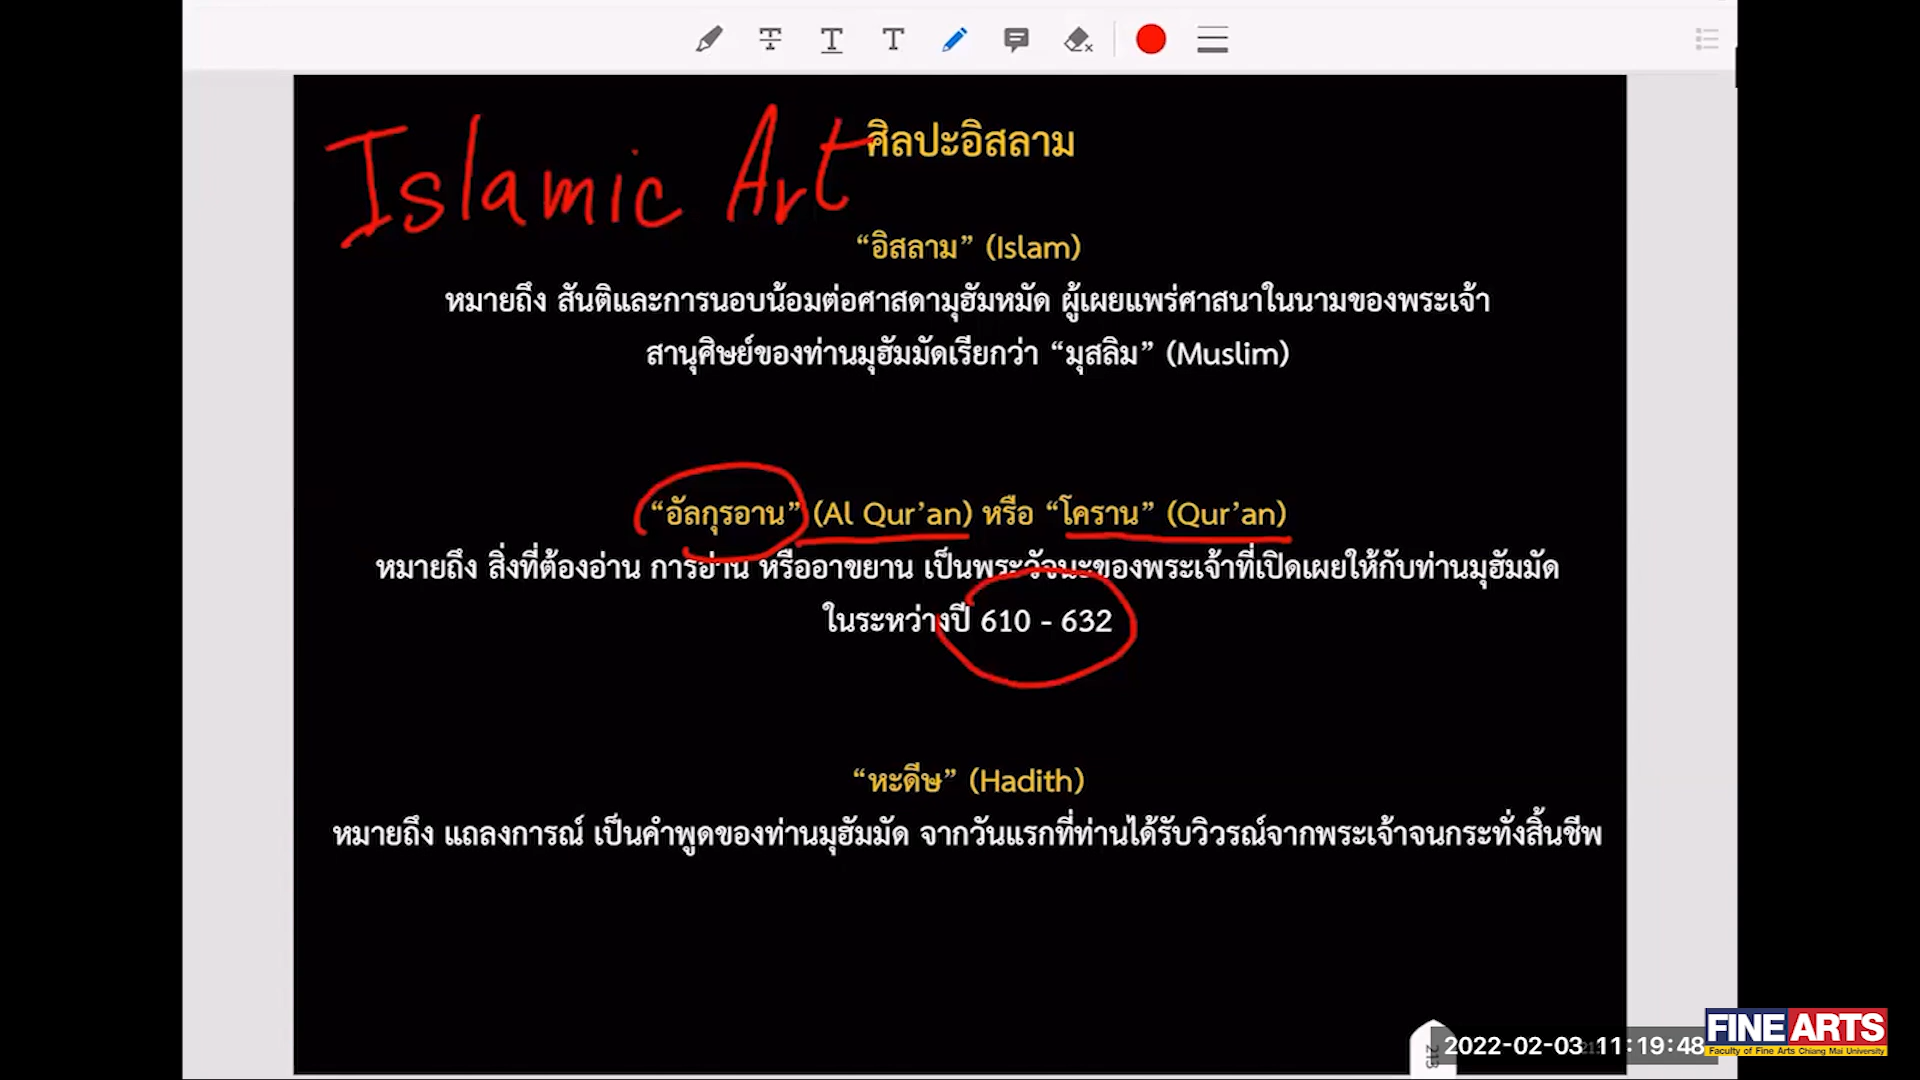 Islamic Art
ศิลปะอิสลาม
“อิสลาม” (Islam)
หมายถึง สันติและการนอบน้อมต่อศาสดามุฮัมหมัด ผู้เผยแพร่ศาสนาในนามของพระเจ้า
สานุศิษย์ของท่านมุฮัมมัดเรียกว่า “มุสลิม” (Muslim)
“อัลกุรอาน” (Al Qur’an) หรือ “โคราน” (Qur’an)
หมายถึง สิ่งที่ต้องอ่าน การอ่าน หรืออาขยาน เป็นพระวัจนะของพระเจ้าที่เปิดเผยให้กับท่านมุฮัมมัด
ในระหว่างปี 610 - 632
“หะดีษ” (Hadith)
หมายถึง แถลงการณ์ เป็นคำพูดของท่านมุฮัมมัด จากวันแรกที่ท่านได้รับวิวรณ์จากพระเจ้าจนกระทั่งสิ้นชีพ
2022-02-03 11:19:48
FINE ARTS
Faculty of Fine Arts Chiang Mai University